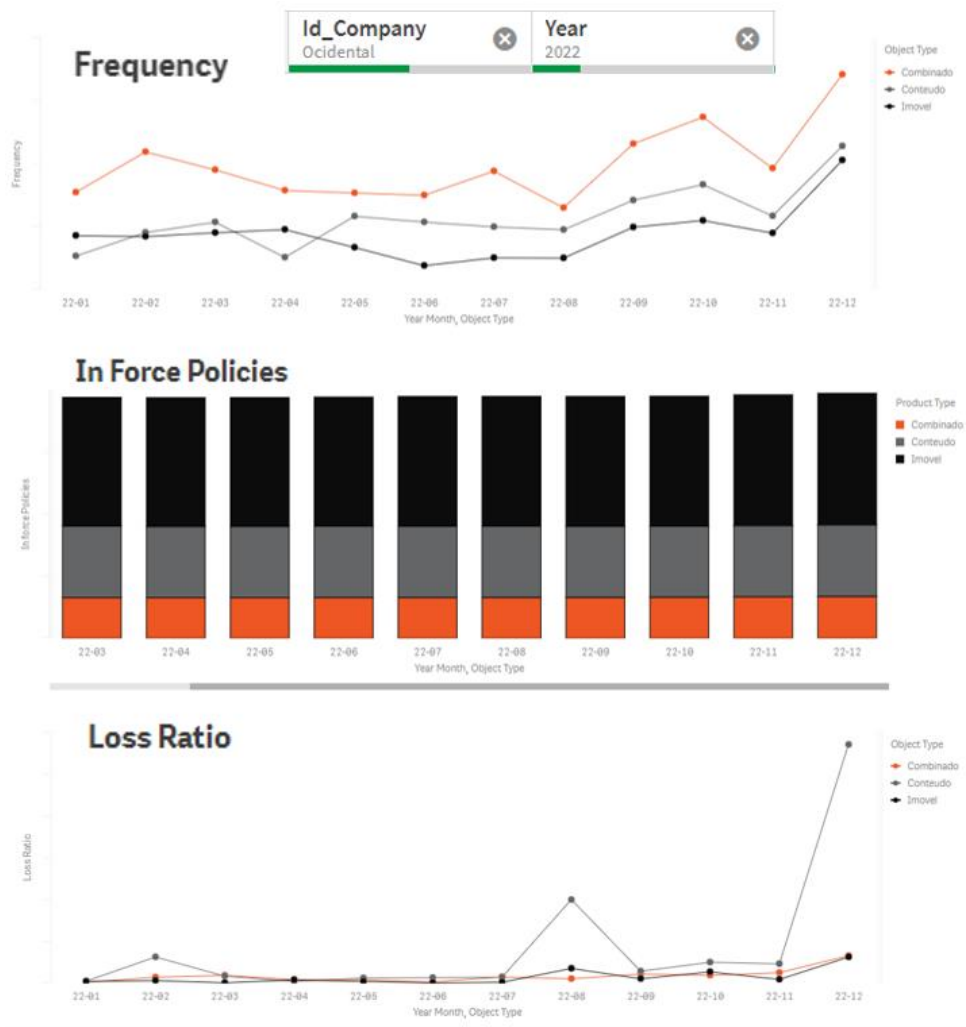 Id_Company
Ocidental
Year
2022
Frequency
Object Type
Combinado
Conteudo
Imovel
Frequency
22-01 22-02 22-03 22-04 22-05 22-06 22-07 22-08 22-09 22-10 22-11 22-12
Year Month, Object Type
In Force Policies
Product Type
Combinado
Conteudo
Imovel
In force Policies
22-03 22-04 22-05 22-06 22-07 22-08 22-09 22-10 22-11 22-12
Year Month, Object Type
Loss Ratio
Object Type
Combinado
Conteudo
Imovel
Loss Ratio
22-01 22-02 22-03 22-04 22-05 22-06 22-07 22-08 22-09 22-10 22-11 22-12
Year Month, Object Type